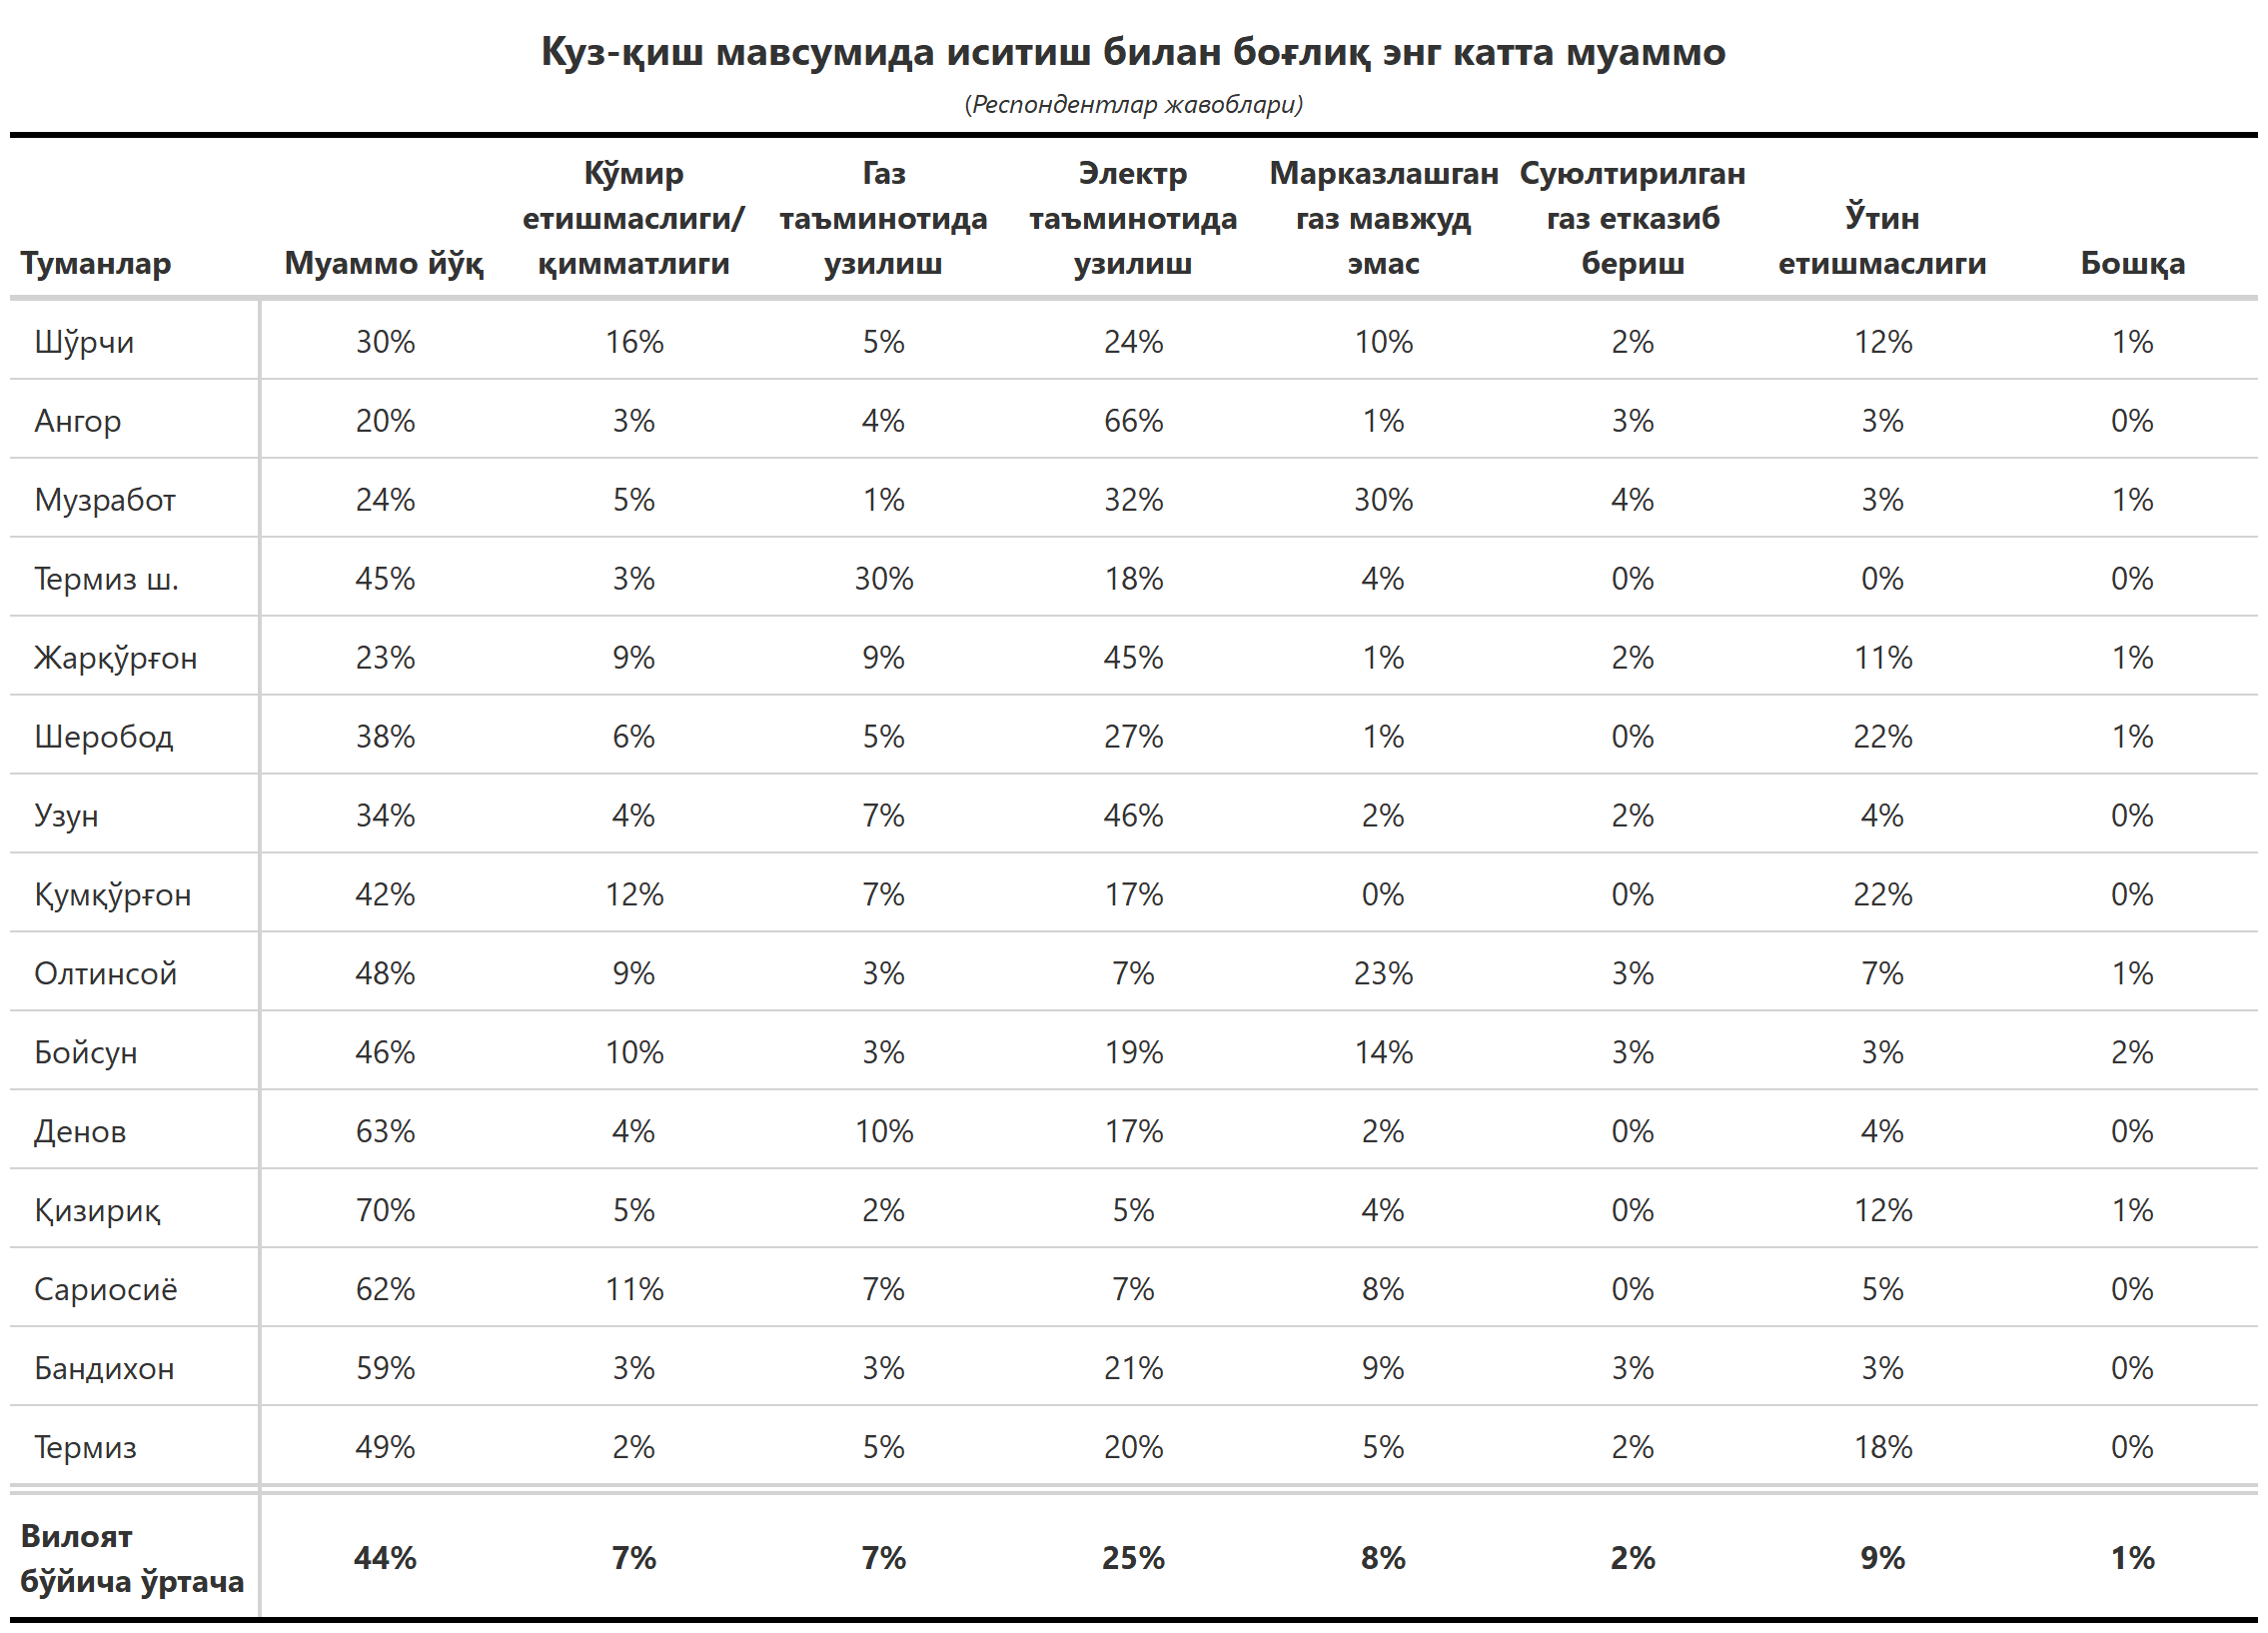 Куз-қиш мавсумида иситиш билан боғлиқ энг катта муаммо
(Респондентлар жавоблари)
Туманлар Муаммо йўқ Кўмир етишмаслиги/ қимматлиги Газ таъминотида узилиш Электр таъминотида узилиш Марказлашган газ мавжуд эмас Суюлтирилган газ етказиб бериш Ўтин етишмаслиги Бошқа
Шўрчи 30% 16% 5% 24% 10% 2% 12% 1%
Ангор 20% 3% 4% 66% 1% 3% 3% 0%
Музработ 24% 5% 1% 32% 30% 4% 3% 1%
Термиз ш. 45% 3% 30% 18% 4% 0% 0% 0%
Жарқўрғон 23% 9% 9% 45% 1% 2% 11% 1%
Шеробод 38% 6% 5% 27% 1% 0% 22% 1%
Узун 34% 4% 7% 46% 2% 2% 4% 0%
Қумқўрғон 42% 12% 7% 17% 0% 0% 22% 0%
Олтинсой 48% 9% 3% 7% 23% 3% 7% 1%
Бойсун 46% 10% 3% 19% 14% 3% 3% 2%
Денов 63% 4% 10% 17% 2% 0% 4% 0%
Қизириқ 70% 5% 2% 5% 4% 0% 12% 1%
Сариосиё 62% 11% 7% 7% 8% 0% 5% 0%
Бандихон 59% 3% 3% 21% 9% 3% 3% 0%
Термиз 49% 2% 5% 20% 5% 2% 18% 0%
Вилоят бўйича ўртача 44% 7% 7% 25% 8% 2% 9% 1%